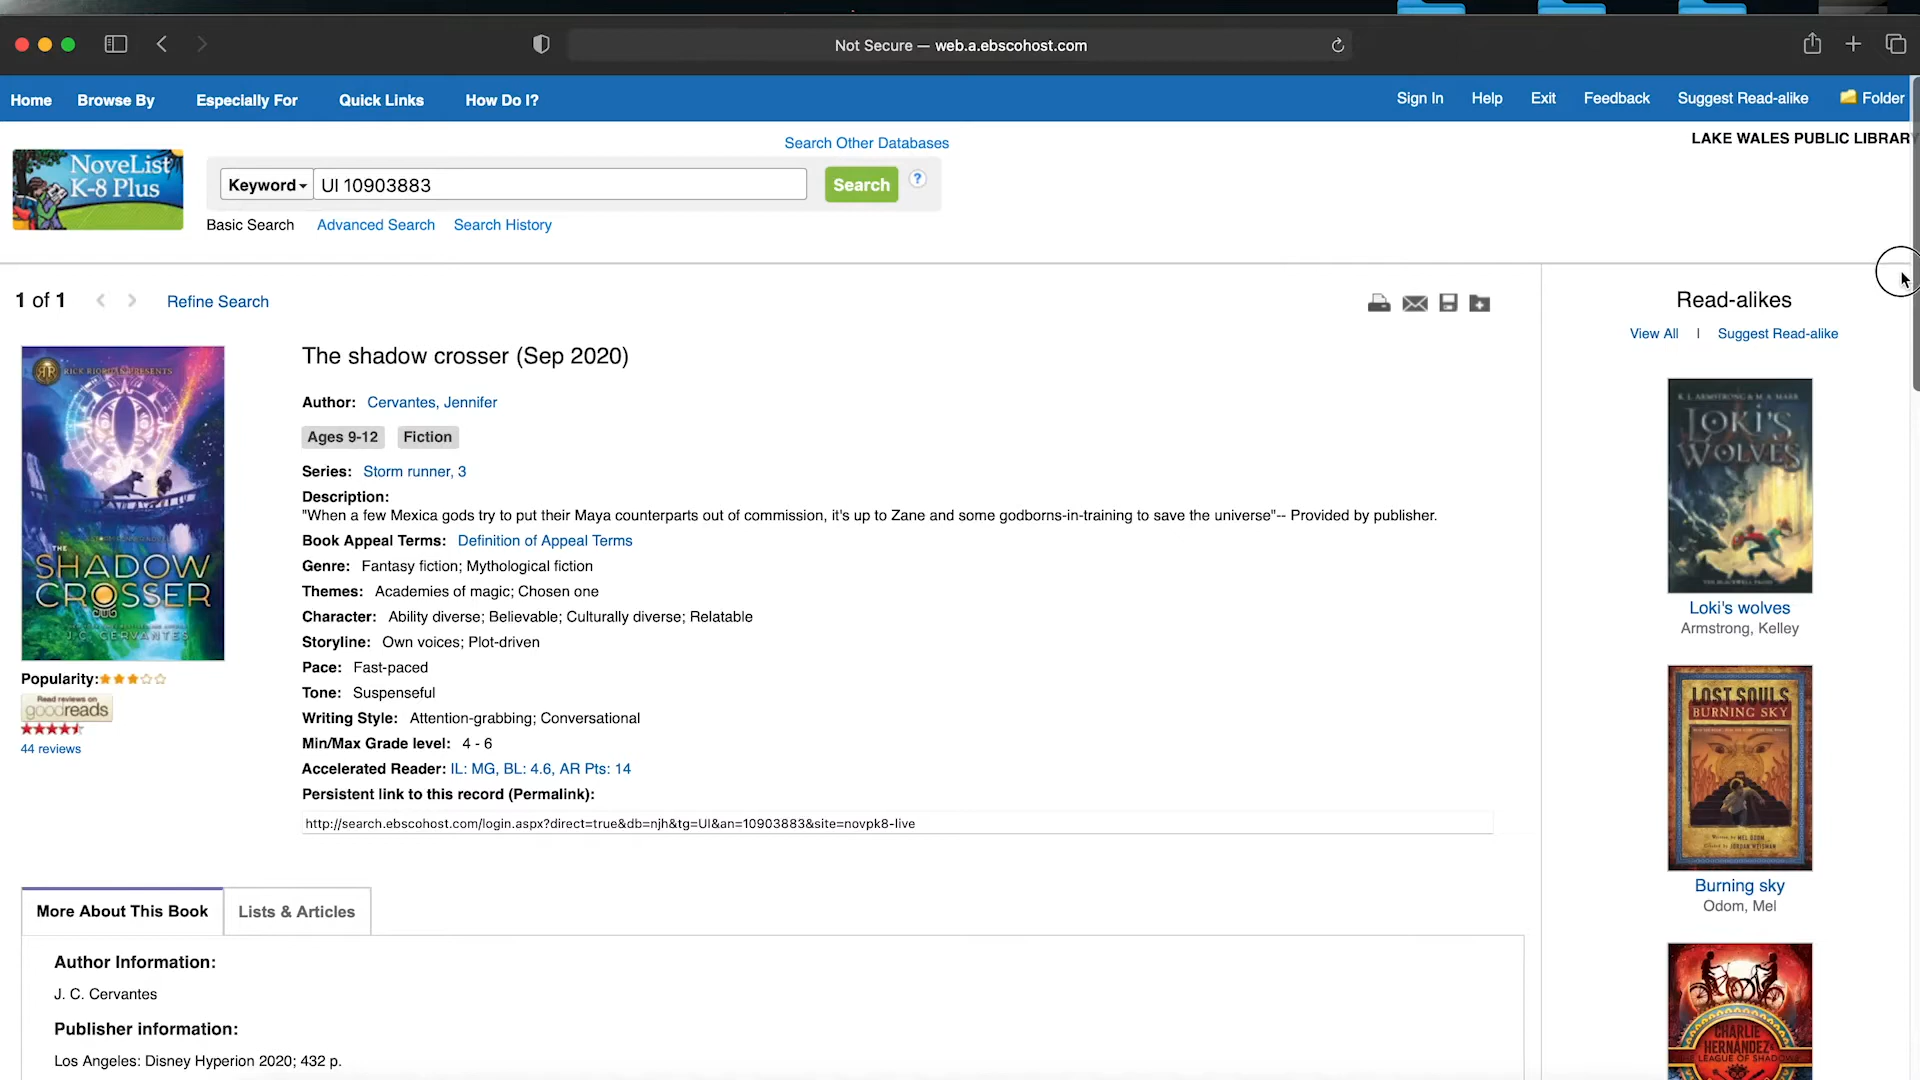 Not Secure — web.a.ebscohost.com
Home Browse By Especially For Quick Links How Do I? Sign In Help Exit Feedback Suggest Read-alike Folder
LAKE WALES PUBLIC LIBRARY
Search Other Databases
NoveList
K-8 Plus
Keyword UI 10903883 Search ?
Basic Search Advanced Search Search History
1 of 1 Refine Search
Read-alikes
View All | Suggest Read-alike
RICK RIORDAN PRESENTS
THE
SHADOW
CROSSER
J.C. CERVANTES
Popularity:
Read reviews on
goodreads
44 reviews
The shadow crosser (Sep 2020)
Author: Cervantes, Jennifer
Ages 9-12 Fiction
Series: Storm runner, 3
Description:
"When a few Mexica gods try to put their Maya counterparts out of commission, it's up to Zane and some godborns-in-training to save the universe"-- Provided by publisher.
Book Appeal Terms: Definition of Appeal Terms
Genre: Fantasy fiction; Mythological fiction
Themes: Academies of magic; Chosen one
Character: Ability diverse; Believable; Culturally diverse; Relatable
Storyline: Own voices; Plot-driven
Pace: Fast-paced
Tone: Suspenseful
Writing Style: Attention-grabbing; Conversational
Min/Max Grade level: 4 - 6
Accelerated Reader: IL: MG, BL: 4.6, AR Pts: 14
Persistent link to this record (Permalink):
http://search.ebscohost.com/login.aspx?direct=true&db=njh&tg=UI&an=10903883&site=novpk8-live
More About This Book Lists & Articles
Author Information:
J. C. Cervantes
Publisher information:
Los Angeles: Disney Hyperion 2020; 432 p.
K. L. ARMSTRONG & M. A. MARR
LOKI'S
WOLVES
Loki's wolves
Armstrong, Kelley
LOST SOULS
BURNING SKY
Burning sky
Odom, Mel
CHARLIE
HERNÁNDEZ
LEAGUE OF SHADOWS